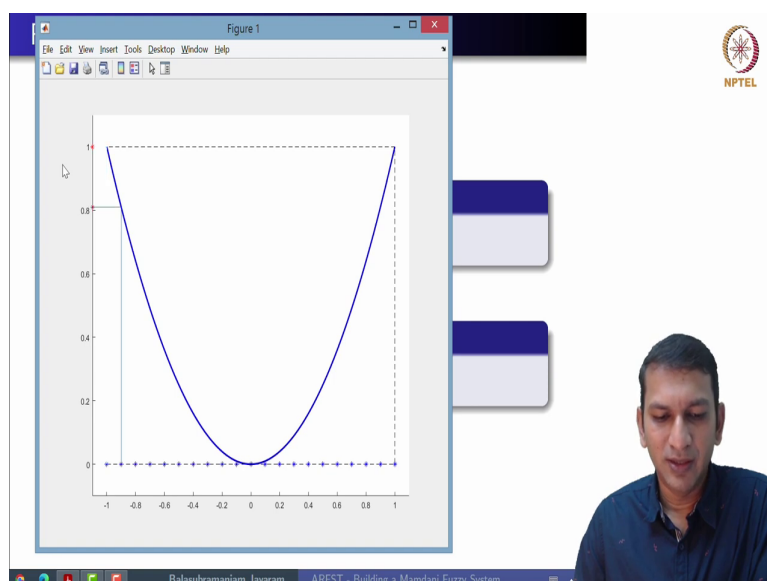 Figure 1
File Edit View Insert Tools Desktop Window Help
NPTEL
1
0.8
0.6
0.4
0.2
0
-1 -0.8 -0.6 -0.4 -0.2 0 0.2 0.4 0.6 0.8 1
Balasubramaniam Jayaram AREST - Building a Mamdani Fuzzy System